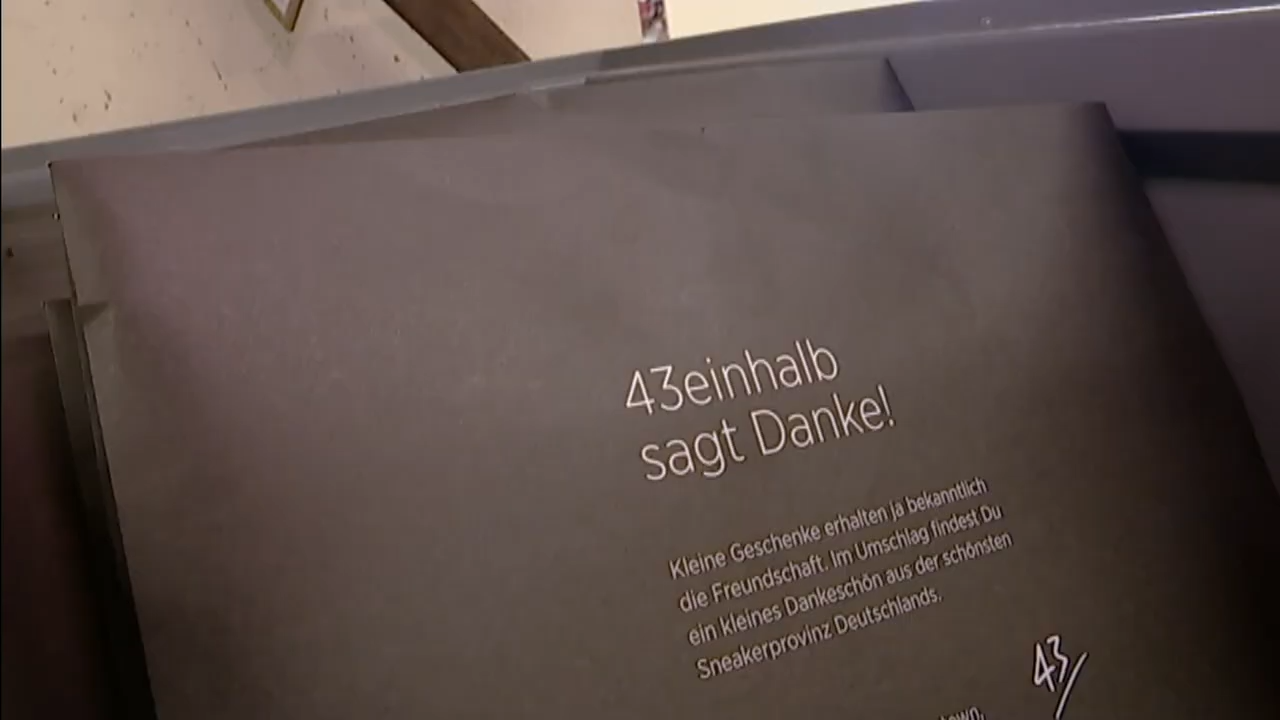 43einhalb
sagt Danke!
Kleine Geschenke erhalten ja bekanntlich
die Freundschaft. Im Umschlag findest Du
ein kleines Dankeschön aus der schönsten
Sneakerprovinz Deutschlands.
43/